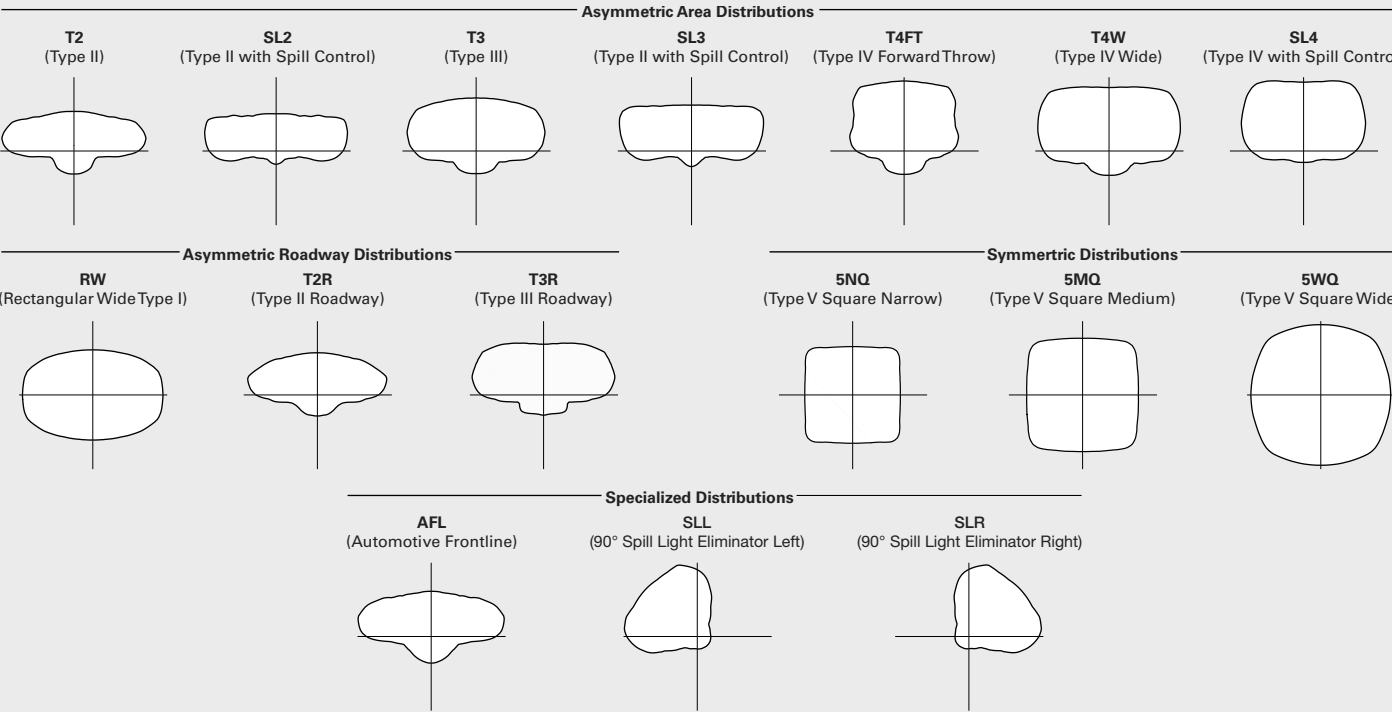 Asymmetric Area Distributions
T2
(Type II)
SL2
(Type II with Spill Control)
T3
(Type III)
SL3
(Type II with Spill Control)
T4FT
(Type IV Forward Throw)
T4W
(Type IV Wide)
SL4
(Type IV with Spill Contro
Asymmetric Roadway Distributions
RW
(Rectangular Wide Type I)
T2R
(Type II Roadway)
T3R
(Type III Roadway)
Symmertric Distributions
5NQ
(Type V Square Narrow)
5MQ
(Type V Square Medium)
5WQ
(Type V Square Wide
Specialized Distributions
AFL
(Automotive Frontline)
SLL
(90° Spill Light Eliminator Left)
SLR
(90° Spill Light Eliminator Right)